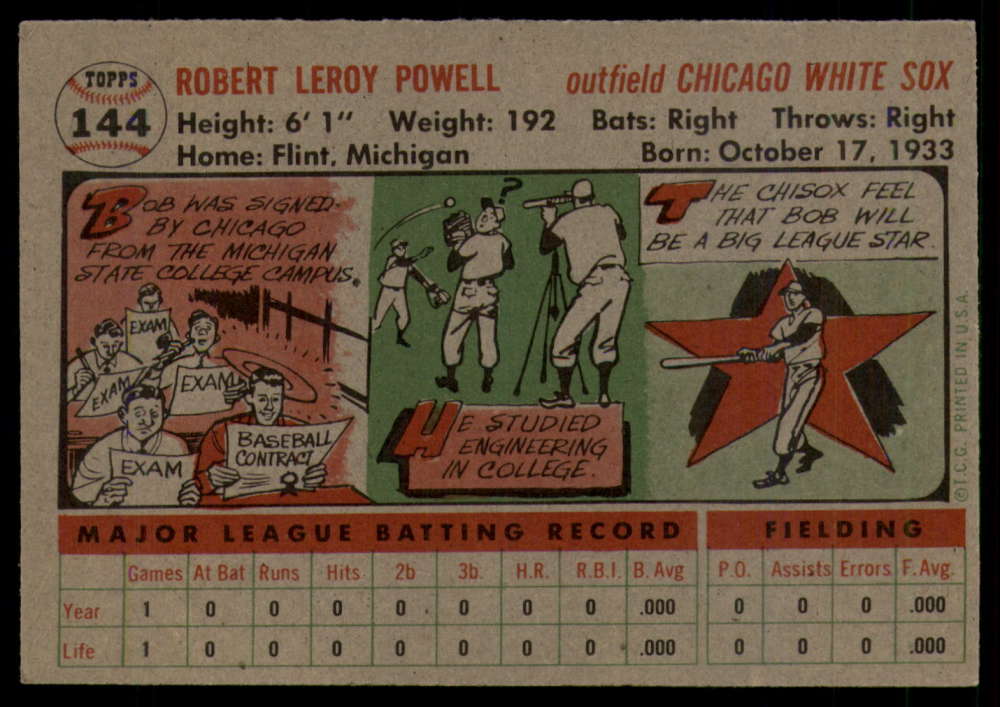 TOPPS
144
ROBERT LEROY POWELL outfield CHICAGO WHITE SOX
Height: 6' 1" Weight: 192 Bats: Right Throws: Right
Home: Flint, Michigan Born: October 17, 1933
BOB WAS SIGNED
BY CHICAGO
FROM THE MICHIGAN
STATE COLLEGE CAMPUS.
EXAM
EXAM
EXAM
EXAM
BASEBALL
CONTRACT
?
HE STUDIED
ENGINEERING
IN COLLEGE.
THE CHISOX FEEL
THAT BOB WILL
BE A BIG LEAGUE STAR.
© T.C.G. PRINTED IN U.S.A.
MAJOR LEAGUE BATTING RECORD FIELDING
Games At Bat Runs Hits 2b 3b. H.R. R.B.I. B. Avg P.O. Assists Errors F. Avg.
Year 1 0 0 0 0 0 0 0 .000 0 0 0 .000
Life 1 0 0 0 0 0 0 0 .000 0 0 0 .000